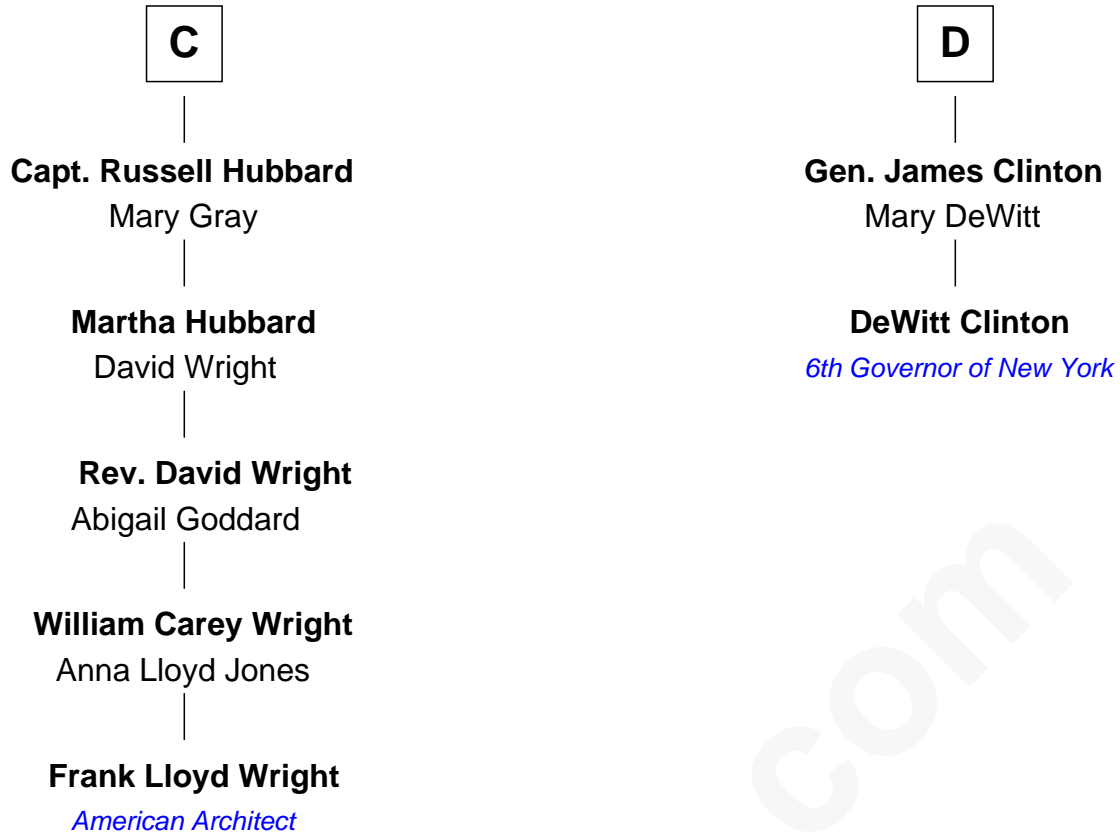 C
Capt. Russell Hubbard
Mary Gray
Martha Hubbard
David Wright
Rev. David Wright
Abigail Goddard
William Carey Wright
Anna Lloyd Jones
Frank Lloyd Wright
American Architect
D
Gen. James Clinton
Mary DeWitt
DeWitt Clinton
6th Governor of New York
com